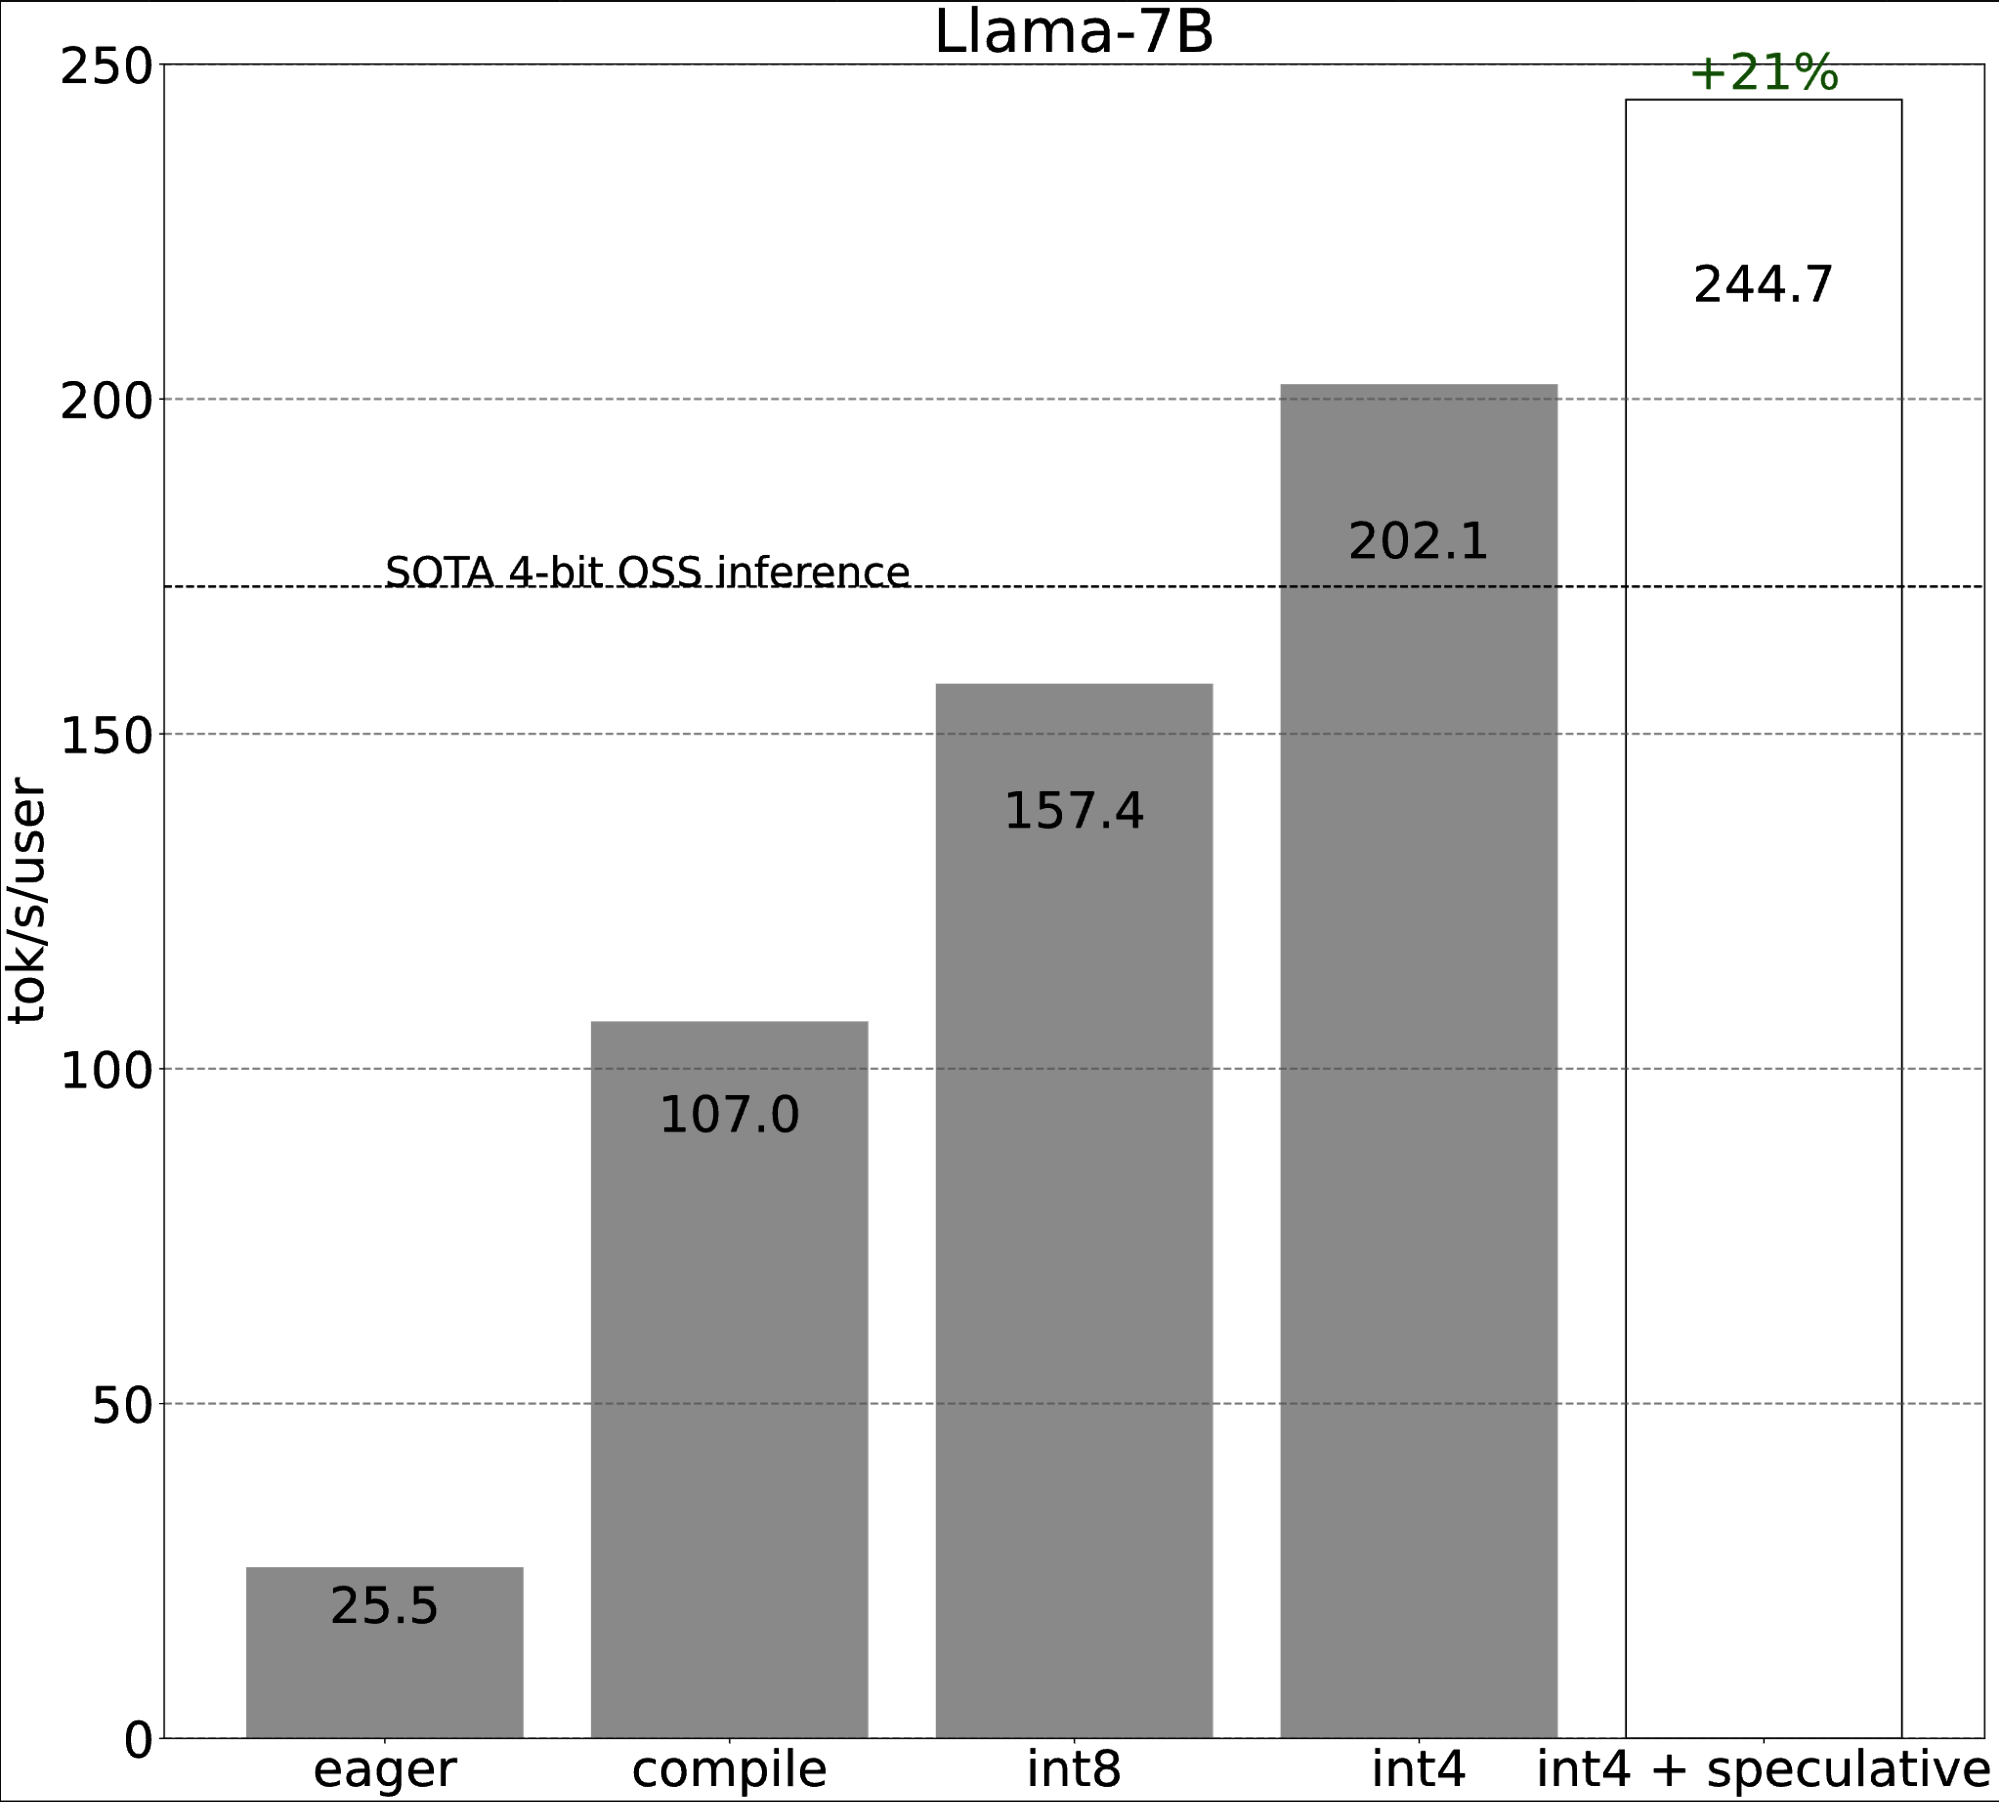 Llama-7B
250
+21%
244.7
200
202.1
SOTA 4-bit OSS inference
150
157.4
tok/s/user
100
107.0
50
25.5
0
eager
compile
int8
int4
int4 + speculative